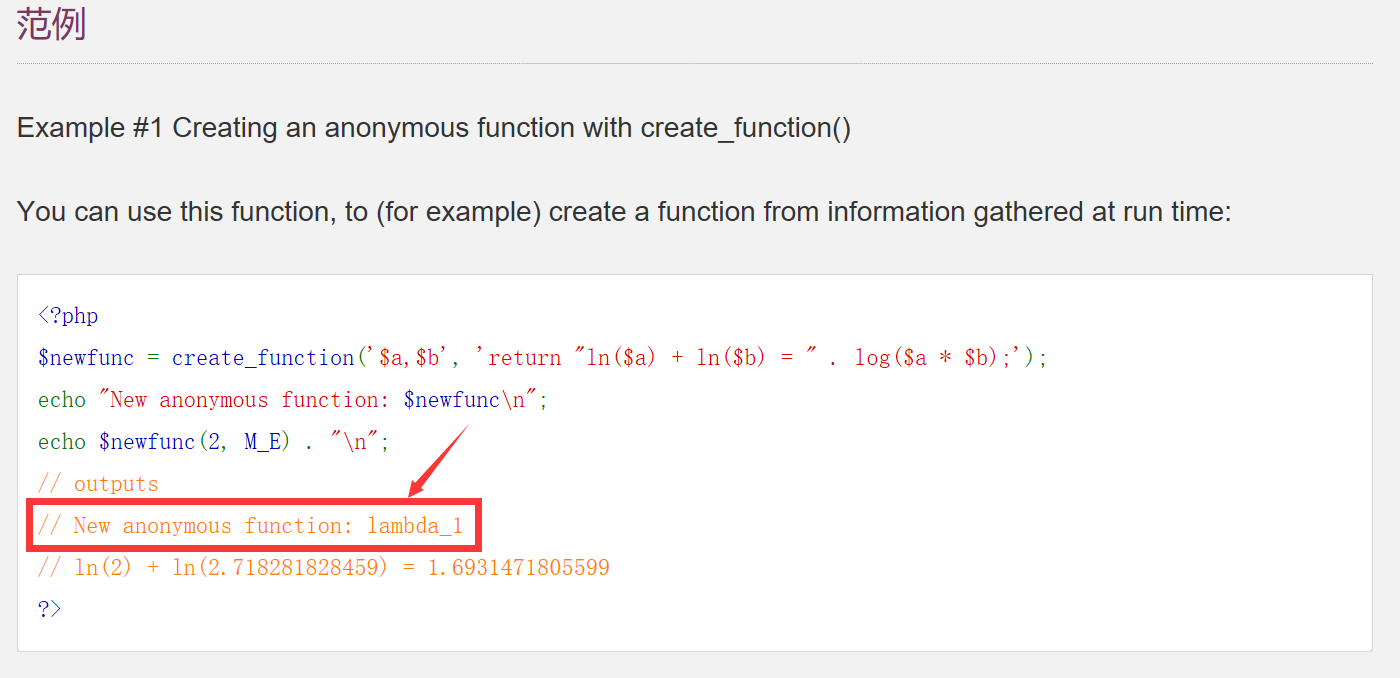 范例
Example #1 Creating an anonymous function with create_function()
You can use this function, to (for example) create a function from information gathered at run time:
<?php
$newfunc = create_function('$a,$b', 'return "ln($a) + ln($b) = " . log($a * $b);');
echo "New anonymous function: $newfunc\n";
echo $newfunc(2, M_E) . "\n";
// outputs
// New anonymous function: lambda_1
// ln(2) + ln(2.718281828459) = 1.6931471805599
?>